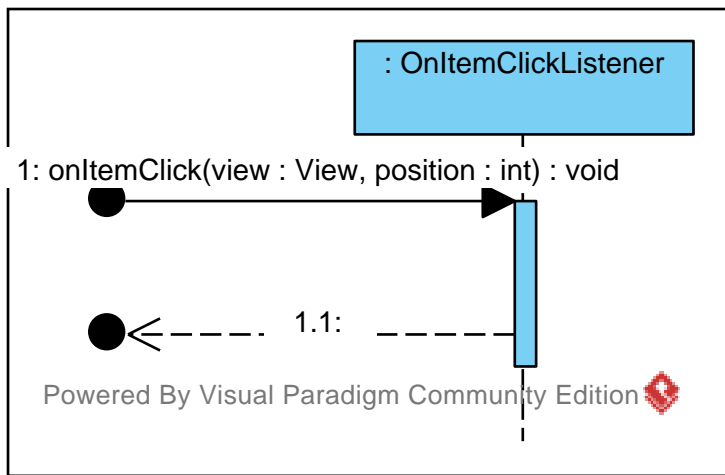 : OnItemClickListener
1: onItemClick(view : View, position : int) : void
1.1:
Powered By Visual Paradigm Community Edition